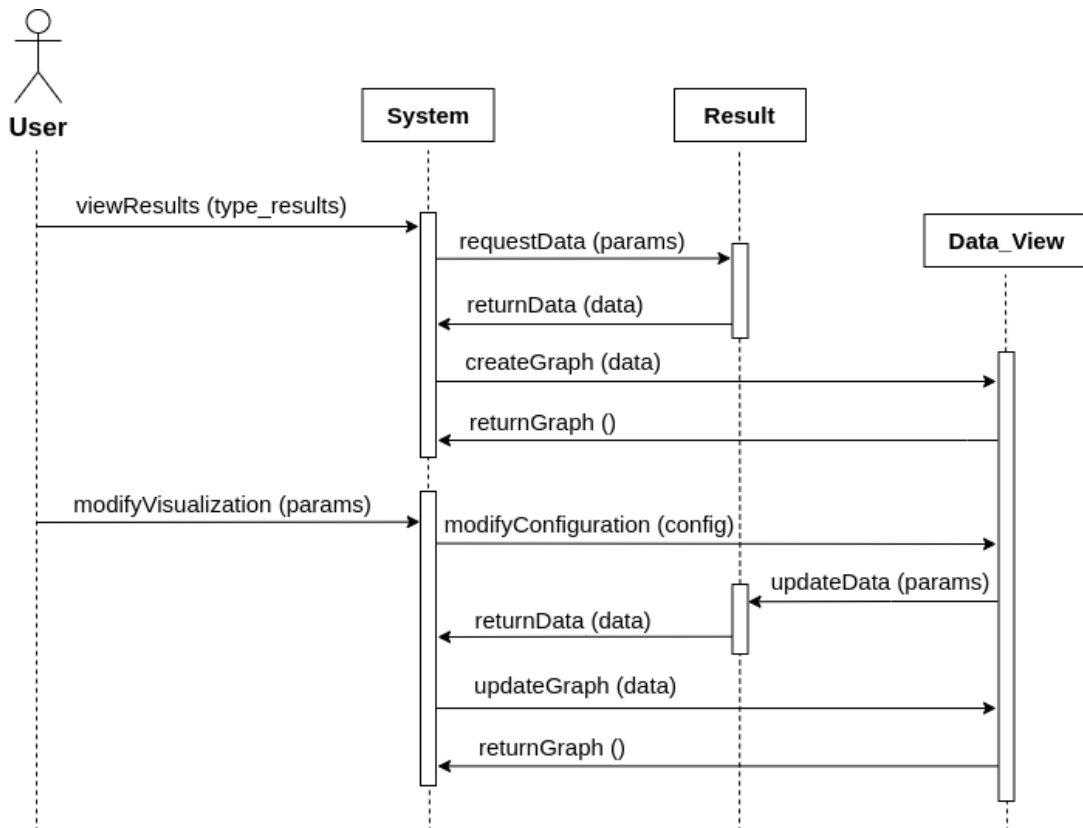 User
System
Result
viewResults (type_results)
requestData (params)
Data_View
returnData (data)
createGraph (data)
returnGraph ()
modifyVisualization (params)
modifyConfiguration (config)
updateData (params)
returnData (data)
updateGraph (data)
returnGraph ()